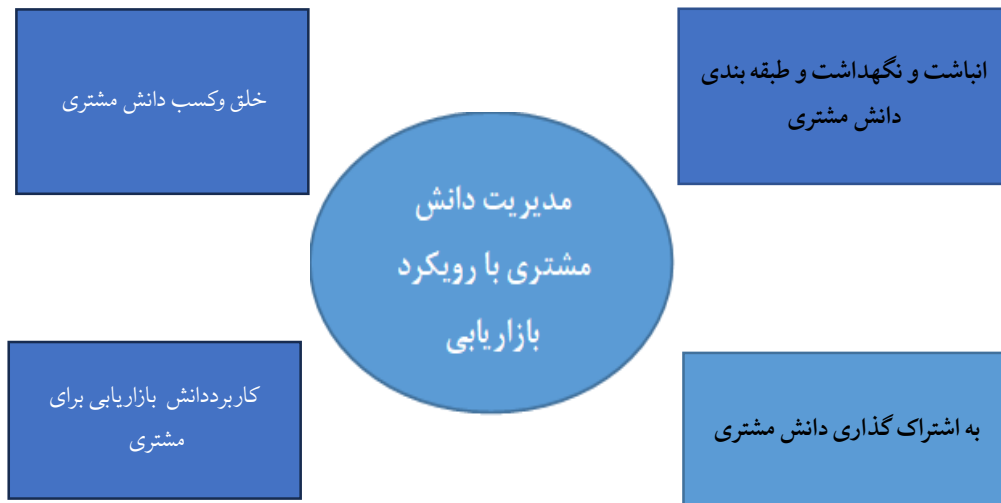 انباشت و نگهداشت و طبقه بندی
دانش مشتری
خلق وکسب دانش مشتری
مدیریت دانش
مشتری با رویکرد
بازاریابی
به اشتراک گذاری دانش مشتری
کاربرددانش بازاریابی برای
مشتری